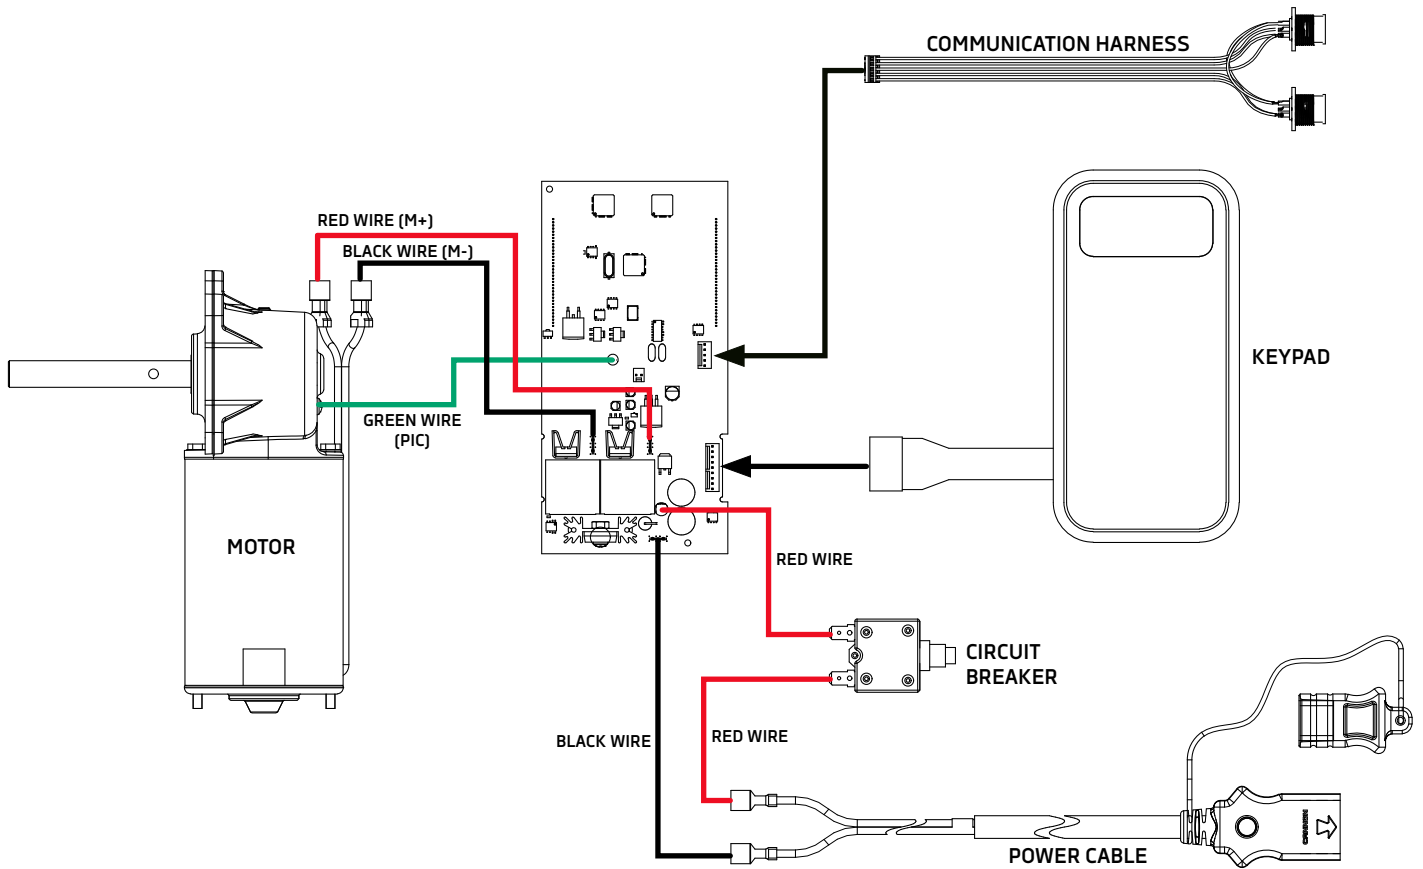 COMMUNICATION HARNESS
RED WIRE (M+)
BLACK WIRE (M-)
KEYPAD
GREEN WIRE
(PIC)
MOTOR
RED WIRE
CIRCUIT
BREAKER
BLACK WIRE
RED WIRE
CANNON
POWER CABLE